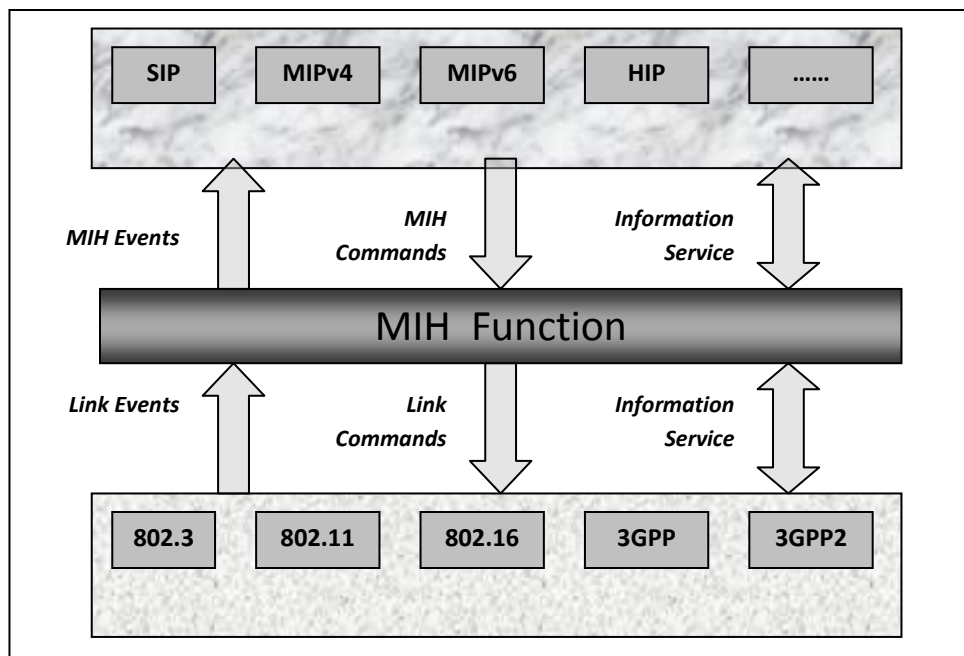 SIP MIPv4 MIPv6 HIP ......
MIH Events
MIH
Commands
Information
Service
MIH Function
Link Events
Link
Commands
Information
Service
802.3 802.11 802.16 3GPP 3GPP2